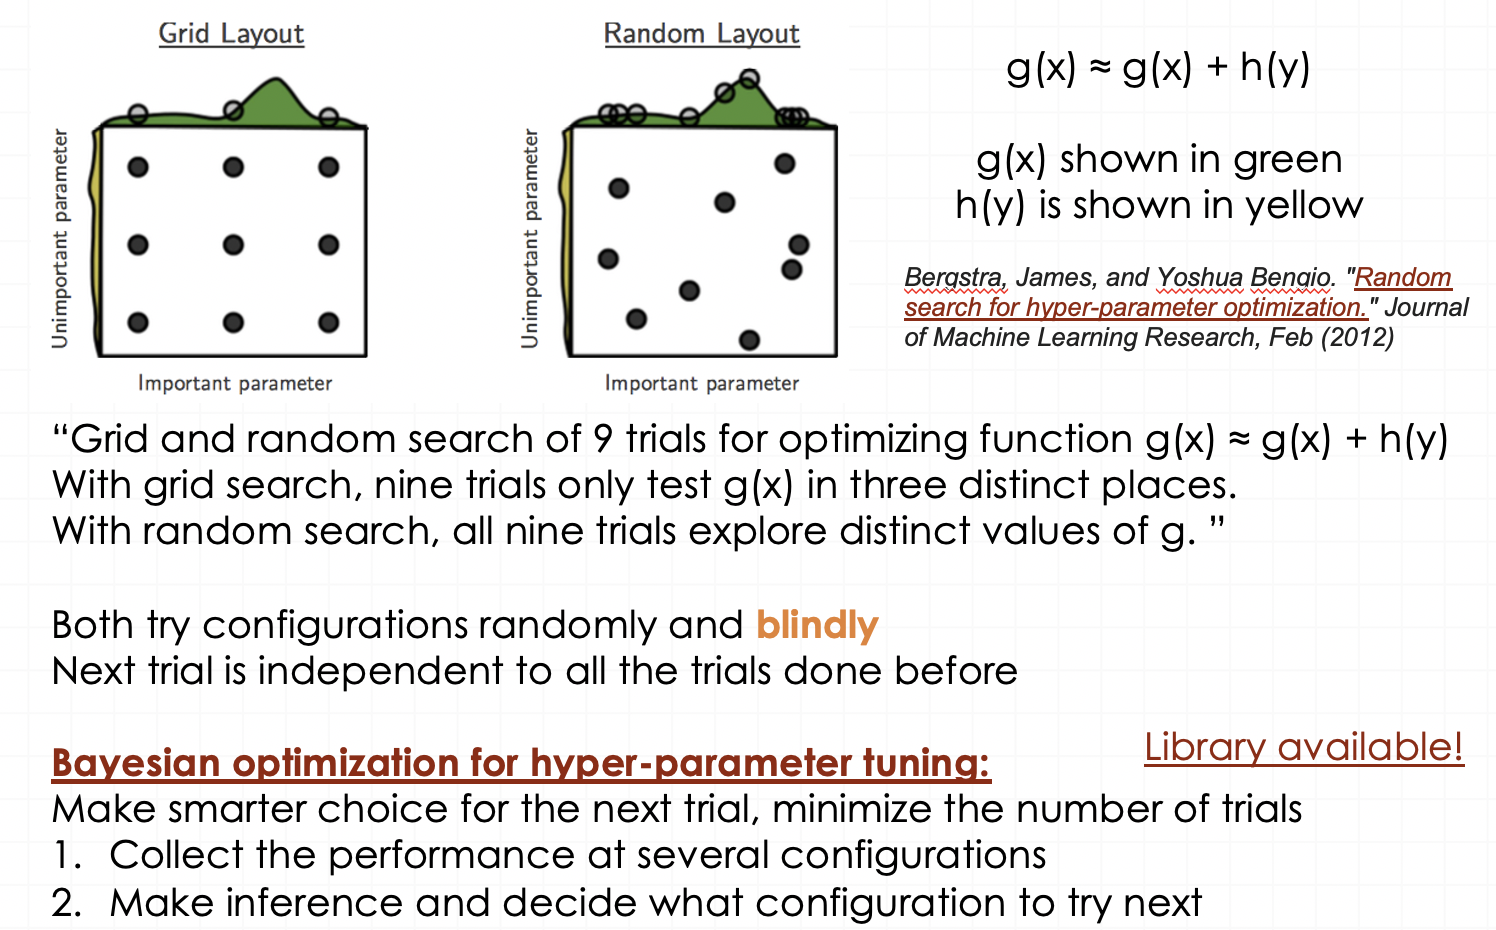 Grid Layout
Unimportant parameter
Important parameter
Random Layout
Unimportant parameter
Important parameter
g(x) ≈ g(x) + h(y)
g(x) shown in green
h(y) is shown in yellow
Bergstra, James, and Yoshua Bengio. "Random
search for hyper-parameter optimization." Journal
of Machine Learning Research, Feb (2012)
“Grid and random search of 9 trials for optimizing function g(x) ≈ g(x) + h(y)
With grid search, nine trials only test g(x) in three distinct places.
With random search, all nine trials explore distinct values of g. ”
Both try configurations randomly and blindly
Next trial is independent to all the trials done before
Library available!
Bayesian optimization for hyper-parameter tuning:
Make smarter choice for the next trial, minimize the number of trials
1. Collect the performance at several configurations
2. Make inference and decide what configuration to try next